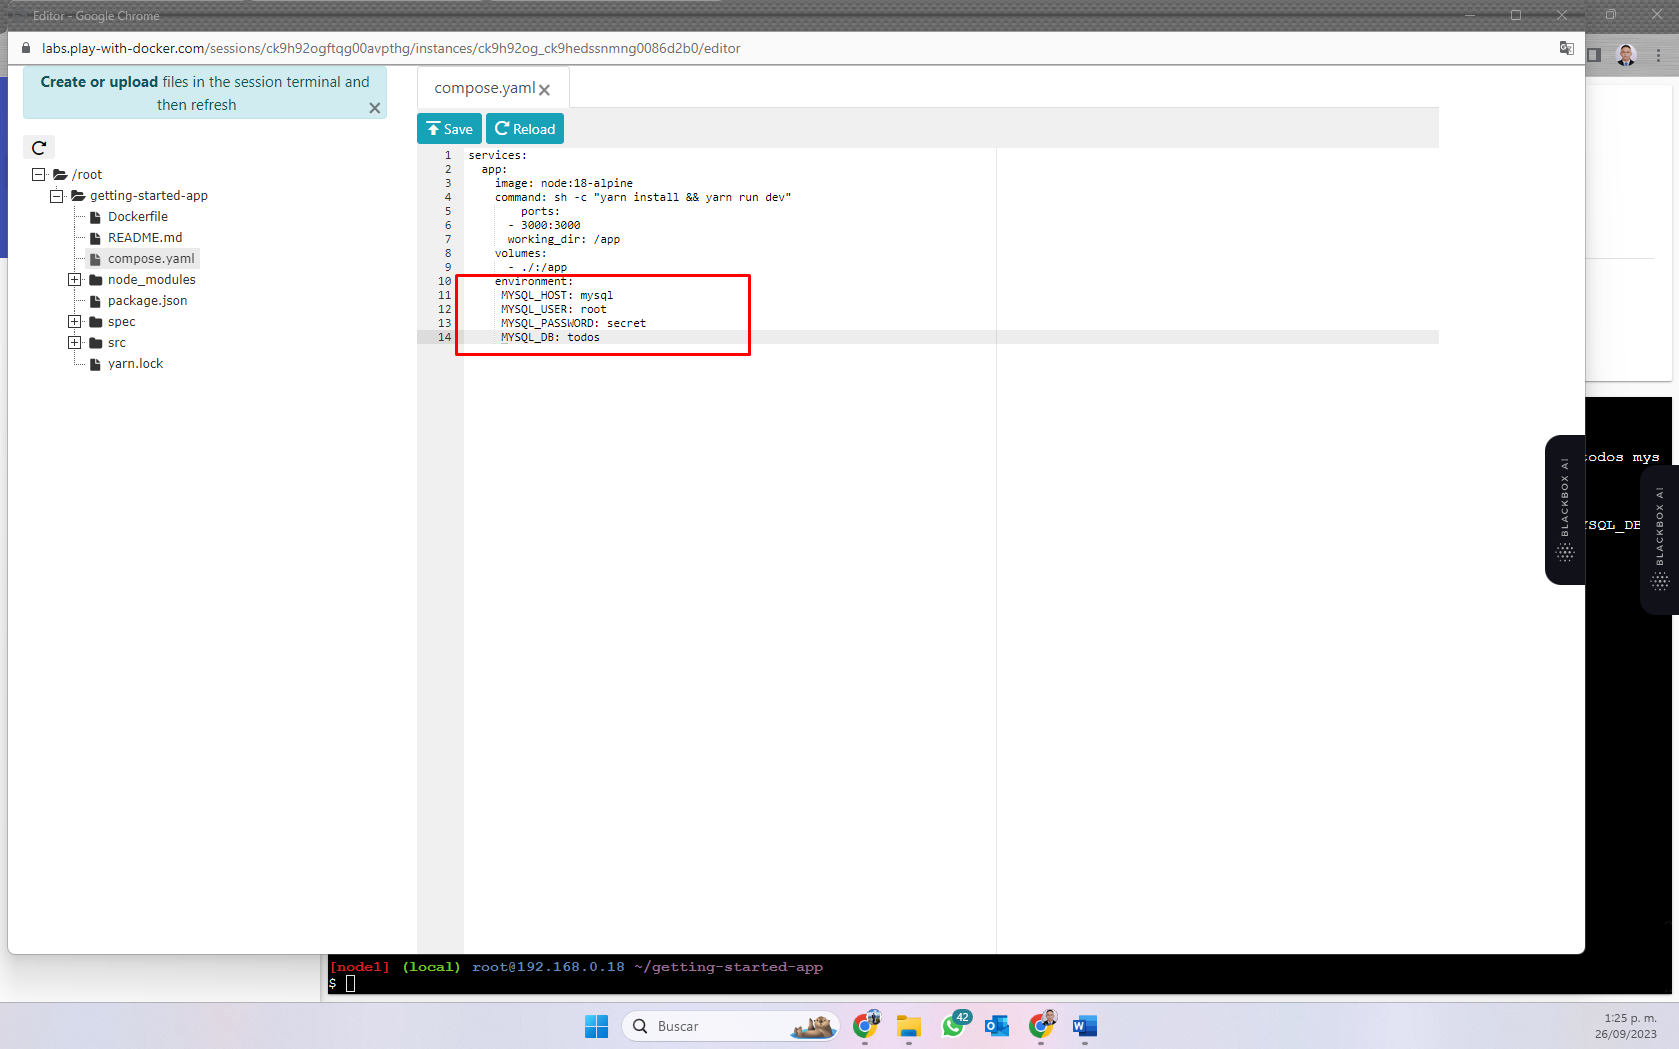 Editor - Google Chrome
labs.play-with-docker.com/sessions/ck9h92ogftqg00avpthg/instances/ck9h92og_ck9hedssnmng0086d2b0/editor
Create or upload files in the session terminal and
then refresh
/root
getting-started-app
Dockerfile
README.md
compose.yaml
node_modules
package.json
spec
src
yarn.lock
compose.yaml
Save
Reload
1 services:
2   app:
3     image: node:18-alpine
4     command: sh -c "yarn install && yarn run dev"
5         ports:
6       - 3000:3000
7       working_dir: /app
8     volumes:
9       - ./:/app
10     environment:
11      MYSQL_HOST: mysql
12      MYSQL_USER: root
13      MYSQL_PASSWORD: secret
14      MYSQL_DB: todos
todos mys
YSQL_DB
BLACKBOX AI
BLACKBOX AI
[node1] (local) root@192.168.0.18 ~/getting-started-app
$
Buscar
42
1:25 p. m.
26/09/2023